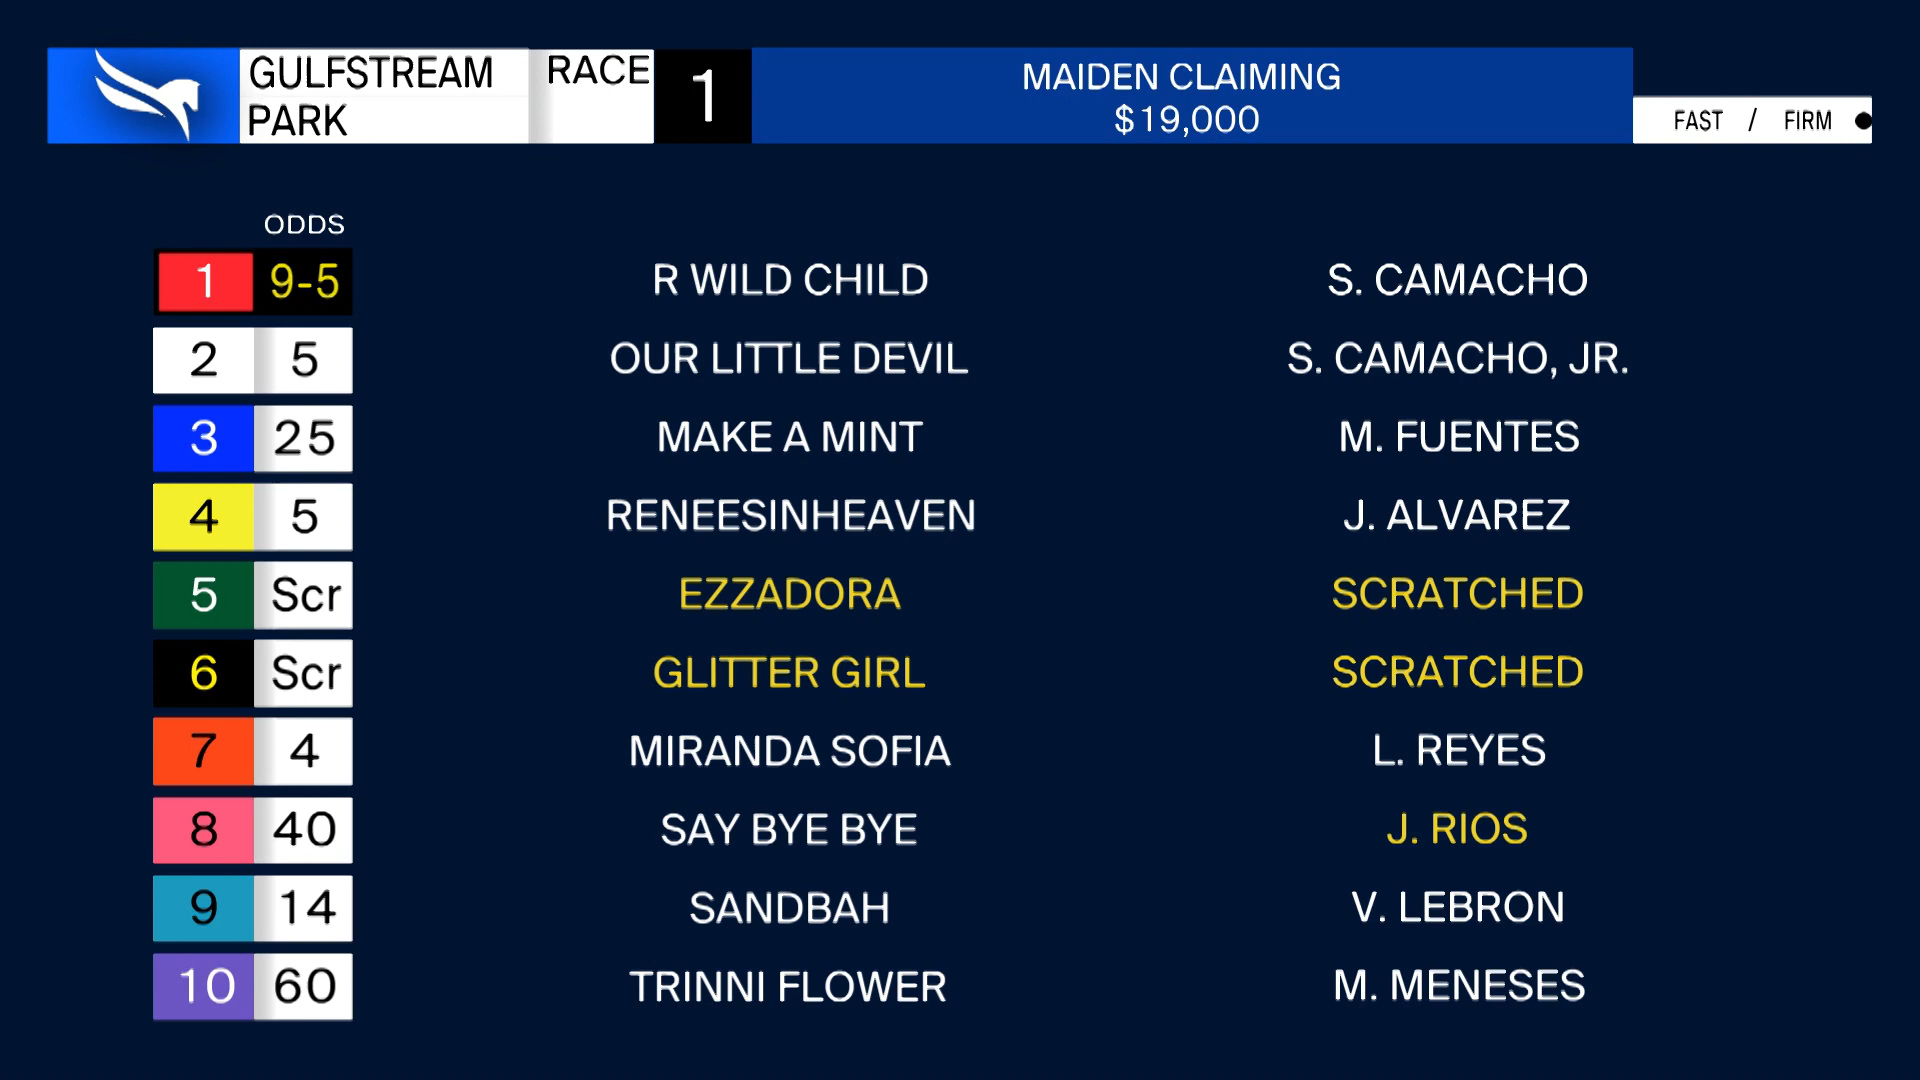 GULFSTREAM PARK RACE 1 MAIDEN CLAIMING
$19,000
FAST / FIRM
ODDS
1 9-5 R WILD CHILD S. CAMACHO
2 5 OUR LITTLE DEVIL S. CAMACHO, JR.
3 25 MAKE A MINT M. FUENTES
4 5 RENEESINHEAVEN J. ALVAREZ
5 Scr EZZADORA SCRATCHED
6 Scr GLITTER GIRL SCRATCHED
7 4 MIRANDA SOFIA L. REYES
8 40 SAY BYE BYE J. RIOS
9 14 SANDBAH V. LEBRON
10 60 TRINNI FLOWER M. MENESES